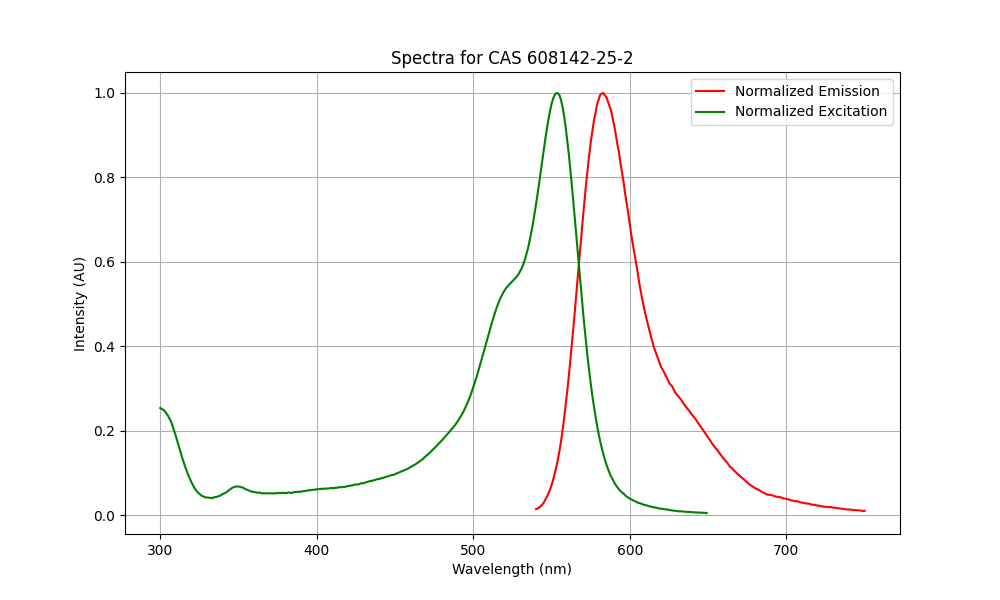 Spectra for CAS 608142-25-2
Normalized Emission
Normalized Excitation
Intensity (AU)
1.0
0.8
0.6
0.4
0.2
0.0
300 400 500 600 700
Wavelength (nm)